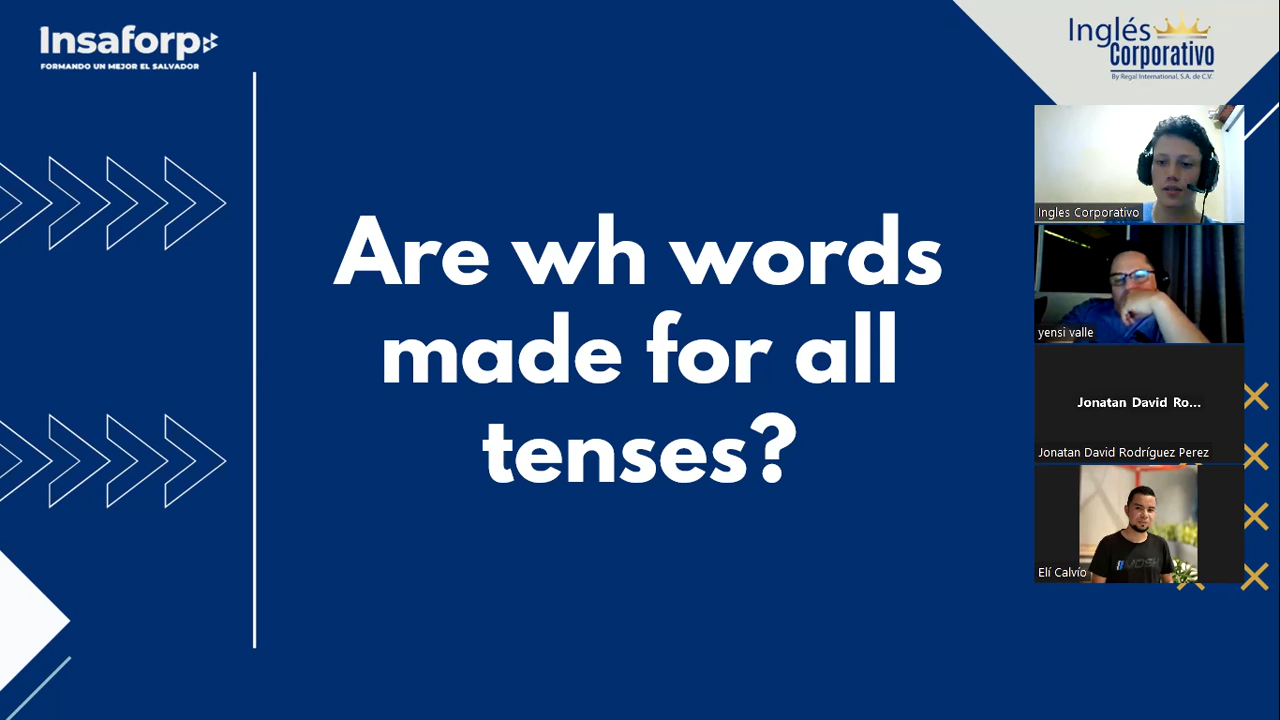 Insaforp
FORMANDO UN MEJOR EL SALVADOR
Inglés
Corporativo
By Regal International, S.A. de C.V.
Are wh words
made for all
tenses?
Ingles Corporativo
yensi valle
Jonatan David Ro...
Jonatan David Rodríguez Perez
Elí Calvío